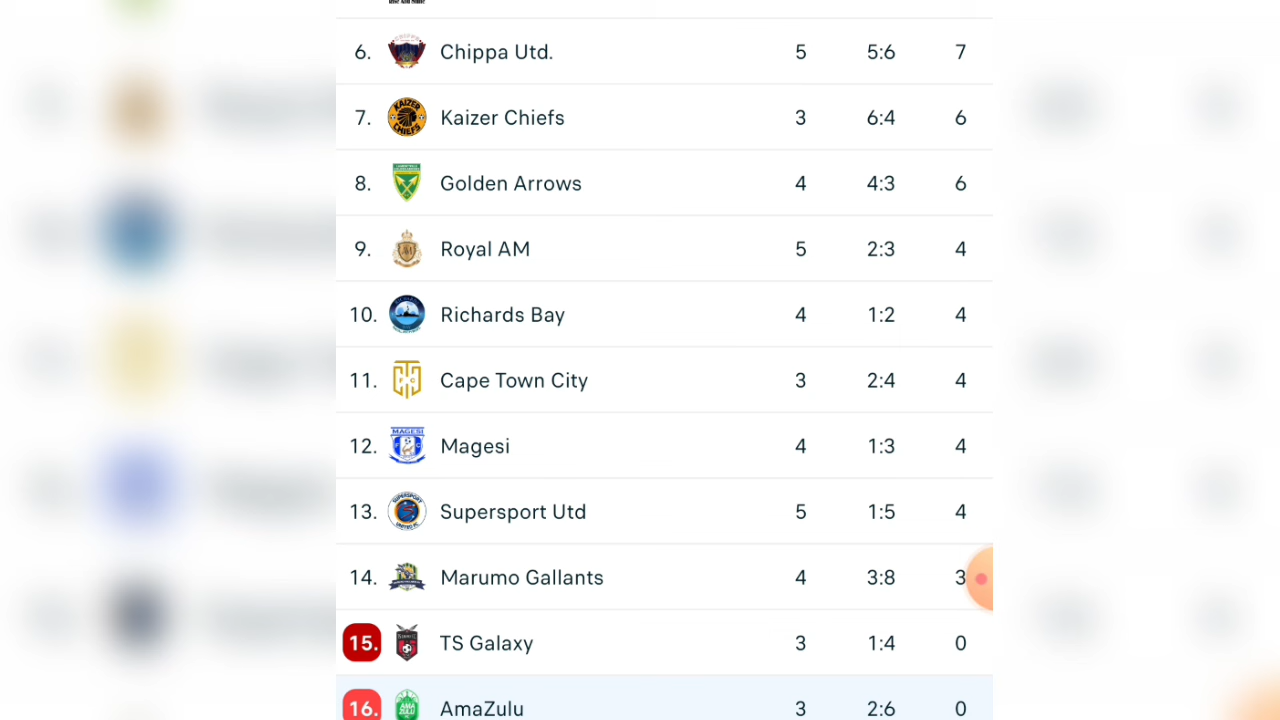 6. Chippa Utd. 5 5:6 7
7. Kaizer Chiefs 3 6:4 6
8. Golden Arrows 4 4:3 6
9. Royal AM 5 2:3 4
10. Richards Bay 4 1:2 4
11. Cape Town City 3 2:4 4
12. Magesi 4 1:3 4
13. Supersport Utd 5 1:5 4
14. Marumo Gallants 4 3:8 3
15. TS Galaxy 3 1:4 0
16. AmaZulu 3 2:6 0